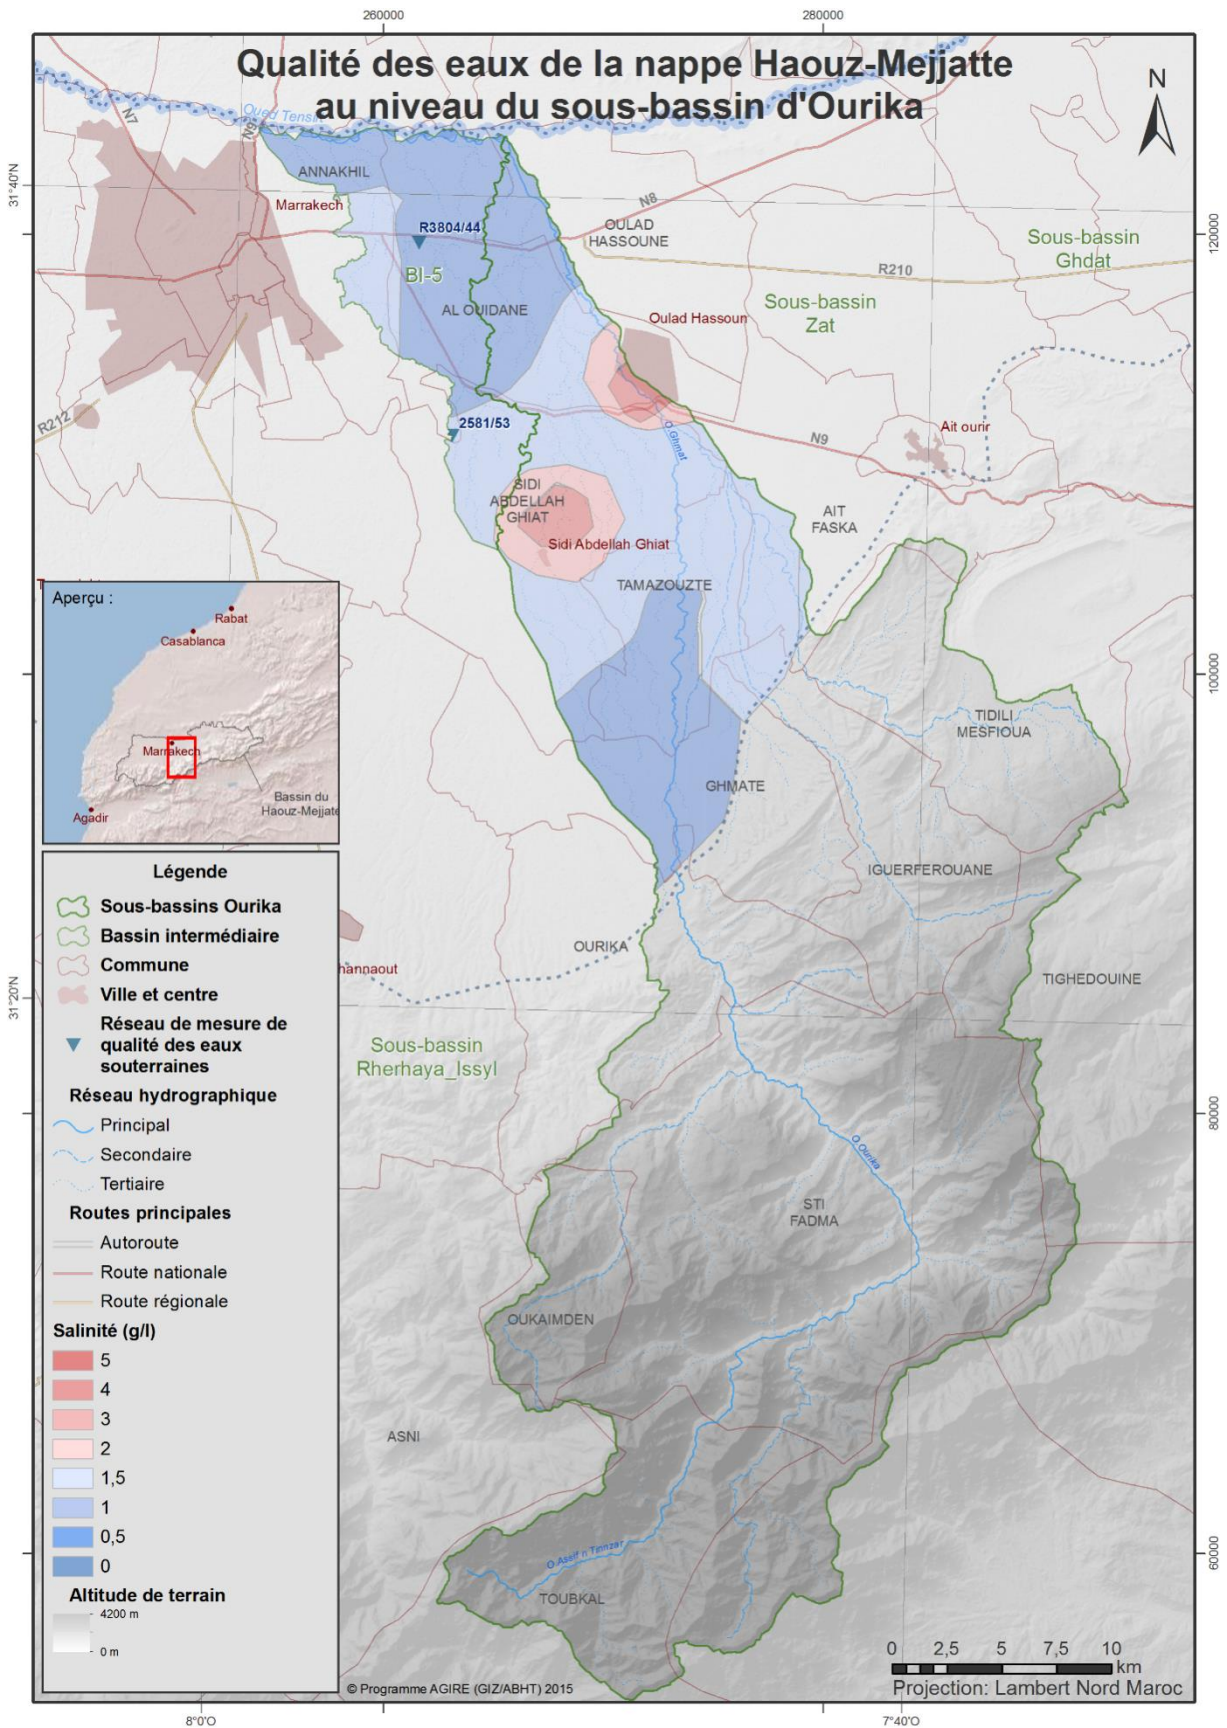 260000
280000
Qualité des eaux de la nappe Haouz-Mejjatte
au niveau du sous-bassin d'Ourika
N
Oued Tensift
N7
N9
31°40'N
ANNAKHIL
Marrakech
N8
R3804/44
OULAD
HASSOUNE
Sous-bassin
Ghdat
120000
R210
BI-5
Sous-bassin
Zat
AL OUIDANE
Oulad Hassoun
R212
2581/53
O.Ghmat
N9
Ait ourir
SIDI
ABDELLAH
GHIAT
AIT
FASKA
Sidi Abdellah Ghiat
TAMAZOUZTE
Aperçu :
Rabat
Casablanca
Marrakech
Agadir
Bassin du
Haouz-Mejjate
100000
TIDILI
MESFIOUA
GHMATE
IGUERFEROUANE
OURIKA
hannaout
TIGHEDOUINE
31°20'N
Sous-bassin
Rherhaya_Issyl
80000
O.Ourika
STI
FADMA
OUKAIMDEN
ASNI
60000
TOUBKAL
Légende
Sous-bassins Ourika
Bassin intermédiaire
Commune
Ville et centre
Réseau de mesure de
qualité des eaux
souterraines
Réseau hydrographique
Principal
Secondaire
Tertiaire
Routes principales
Autoroute
Route nationale
Route régionale
Salinité (g/l)
5
4
3
2
1,5
1
0,5
0
Altitude de terrain
4200 m
0 m
0 2,5 5 7,5 10
km
Projection: Lambert Nord Maroc
© Programme AGIRE (GIZ/ABHT) 2015
8°0'O
7°40'O